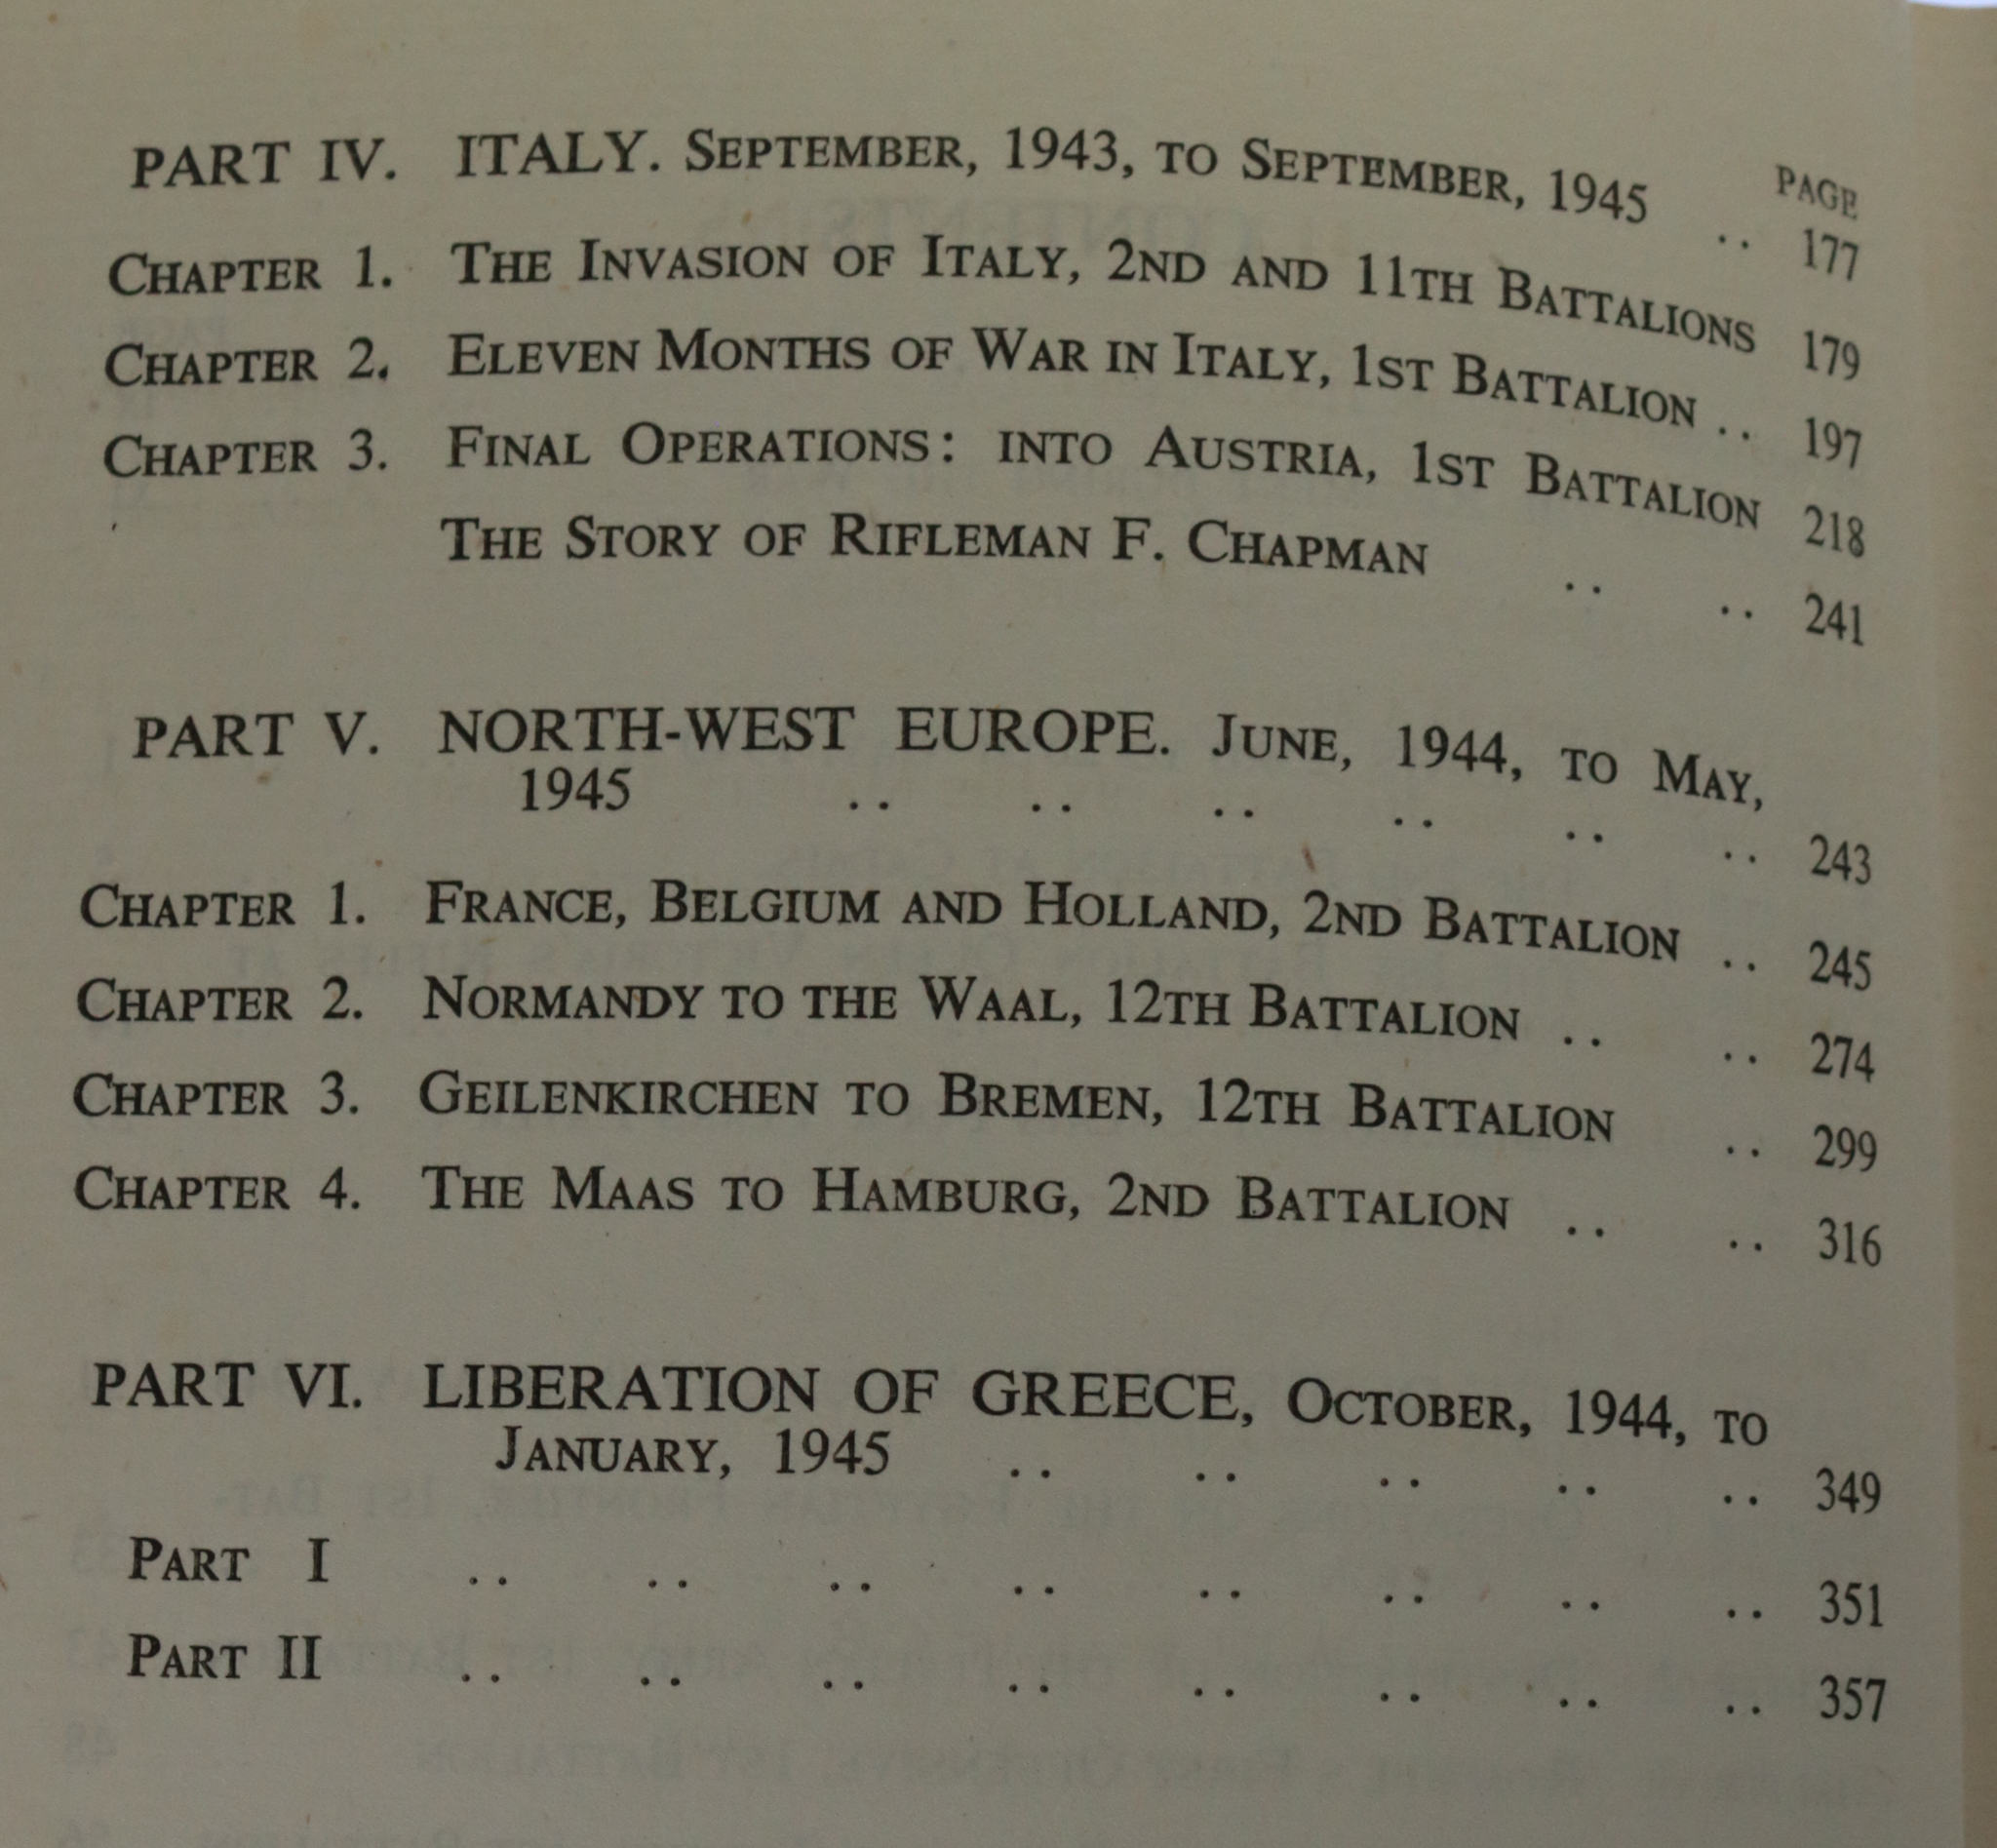 PAGE
PART IV. ITALY. September, 1943, to September, 1945 .. 177
Chapter 1. The Invasion of Italy, 2nd and 11th Battalions 179
Chapter 2. Eleven Months of War in Italy, 1st Battalion .. 197
Chapter 3. Final Operations: into Austria, 1st Battalion 218
The Story of Rifleman F. Chapman .. .. 241
PART V. NORTH-WEST EUROPE. June, 1944, to May,
1945 .. .. .. .. .. .. 243
Chapter 1. France, Belgium and Holland, 2nd Battalion .. 245
Chapter 2. Normandy to the Waal, 12th Battalion .. .. 274
Chapter 3. Geilenkirchen to Bremen, 12th Battalion .. 299
Chapter 4. The Maas to Hamburg, 2nd Battalion .. .. 316
PART VI. LIBERATION OF GREECE, October, 1944, to
January, 1945 .. .. .. .. .. 349
Part I .. .. .. .. .. .. .. .. 351
Part II .. .. .. .. .. .. .. .. 357